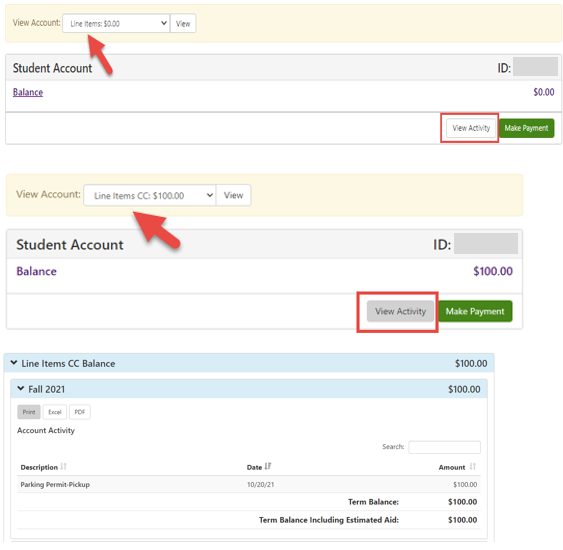 View Account: Line Items: $0.00 View
Student Account ID:
Balance $0.00
View Activity Make Payment
View Account: Line Items CC: $100.00 View
Student Account ID:
Balance $100.00
View Activity Make Payment
Line Items CC Balance $100.00
Fall 2021 $100.00
Print Excel PDF
Account Activity
Search:
Description Date Amount
Parking Permit-Pickup 10/20/21 $100.00
Term Balance: $100.00
Term Balance Including Estimated Aid: $100.00